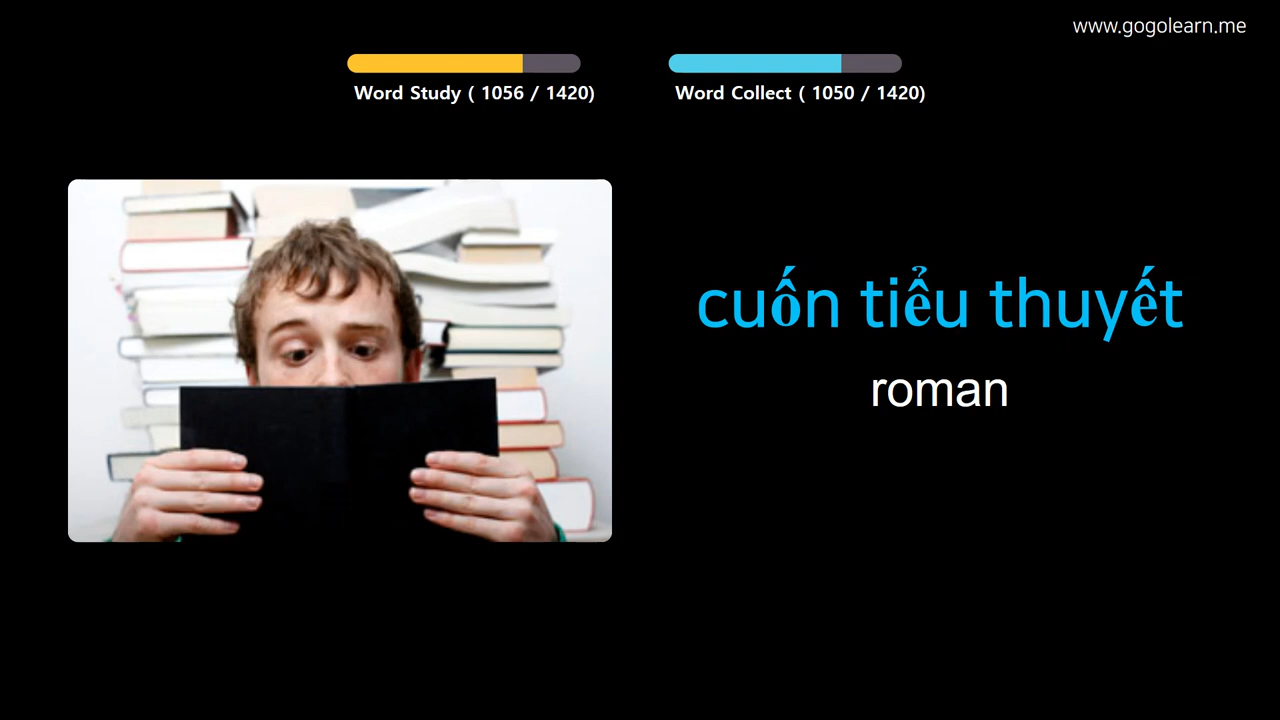 www.gogolearn.me
Word Study ( 1056 / 1420)
Word Collect ( 1050 / 1420)
cuốn tiểu thuyết
roman